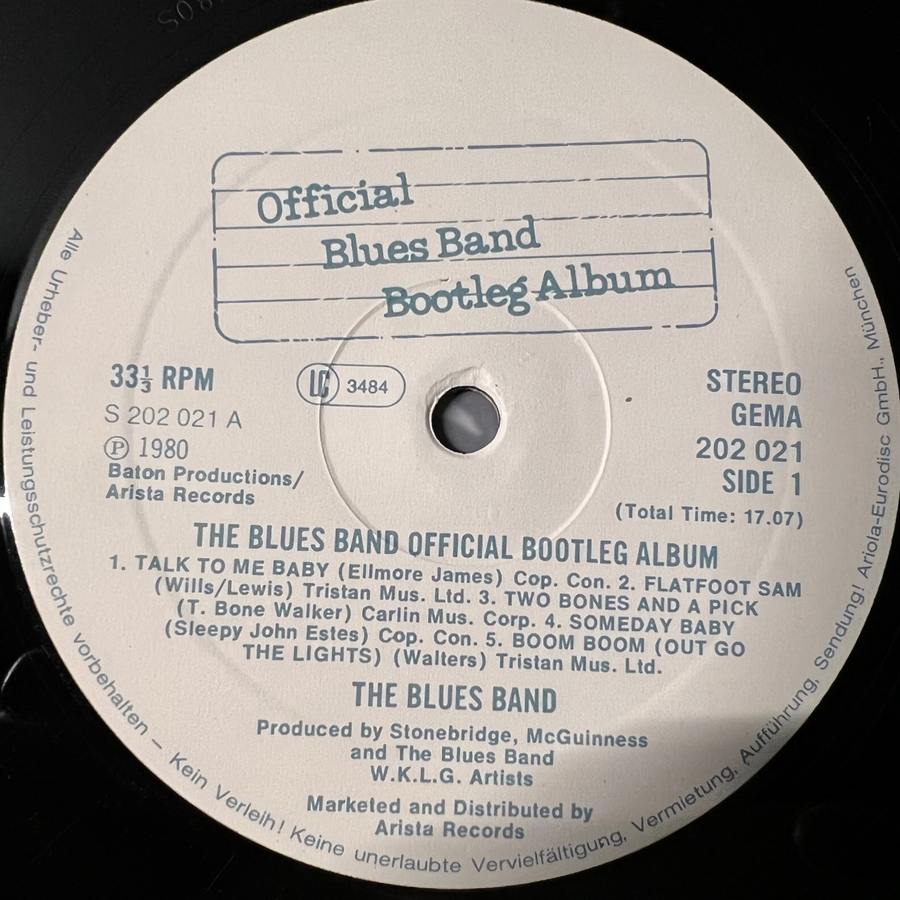 Official
Blues Band
Bootleg Album
33⅓ RPM
LC 3484
S 202 021 A
Ⓟ 1980
Baton Productions/
Arista Records
STEREO
GEMA
202 021
SIDE 1
(Total Time: 17.07)
THE BLUES BAND OFFICIAL BOOTLEG ALBUM
1. TALK TO ME BABY (Ellmore James) Cop. Con. 2. FLATFOOT SAM
(Wills/Lewis) Tristan Mus. Ltd. 3. TWO BONES AND A PICK
(T. Bone Walker) Carlin Mus. Corp. 4. SOMEDAY BABY
(Sleepy John Estes) Cop. Con. 5. BOOM BOOM (OUT GO
THE LIGHTS) (Walters) Tristan Mus. Ltd.
THE BLUES BAND
Produced by Stonebridge, McGuinness
and The Blues Band
W.K.L.G. Artists
Marketed and Distributed by
Arista Records
Alle Urheber- und Leistungsschutzrechte vorbehalten – Kein Verleih! Keine unerlaubte Vervielfältigung, Vermietung, Aufführung, Sendung! Ariola-Eurodisc GmbH., München